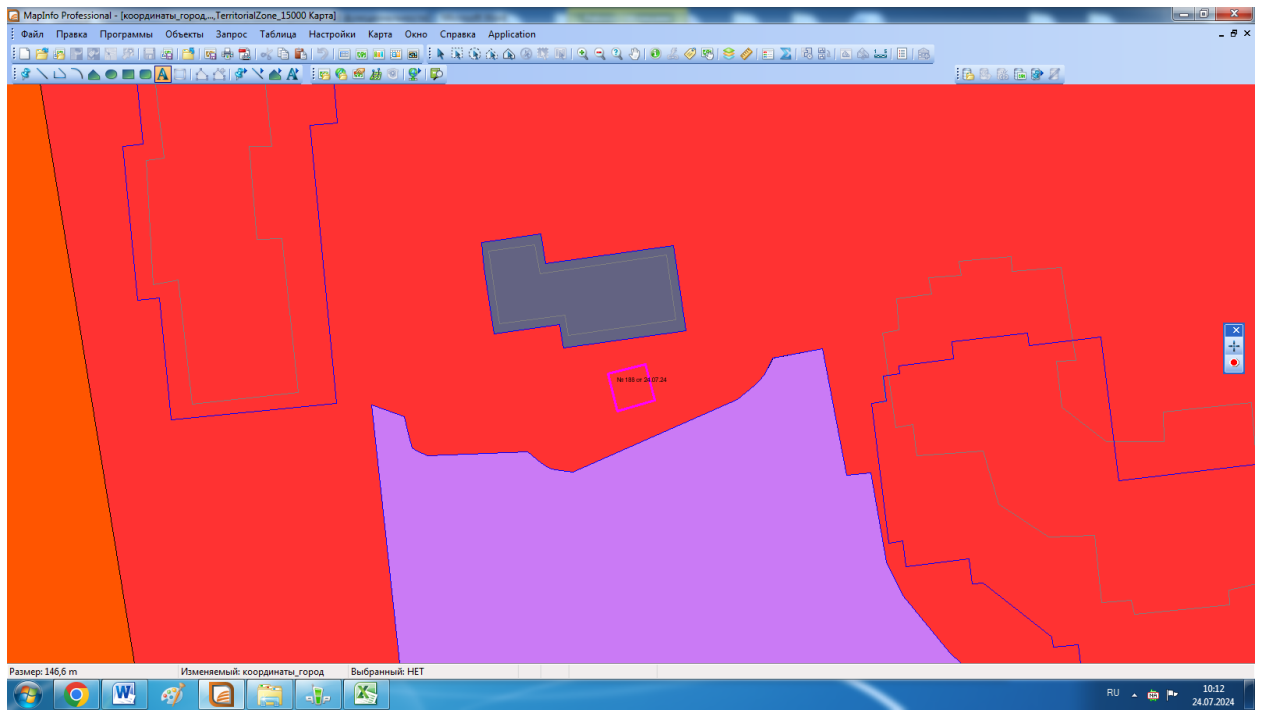 MapInfo Professional - [координаты_город,...,TerritorialZone_15000 Карта]
Файл Правка Программы Объекты Запрос Таблица Настройки Карта Окно Справка Application
№ 188 от 24.07.24
Размер: 146,6 m Изменяемый: координаты_город Выбранный: НЕТ
RU 10:12
24.07.2024